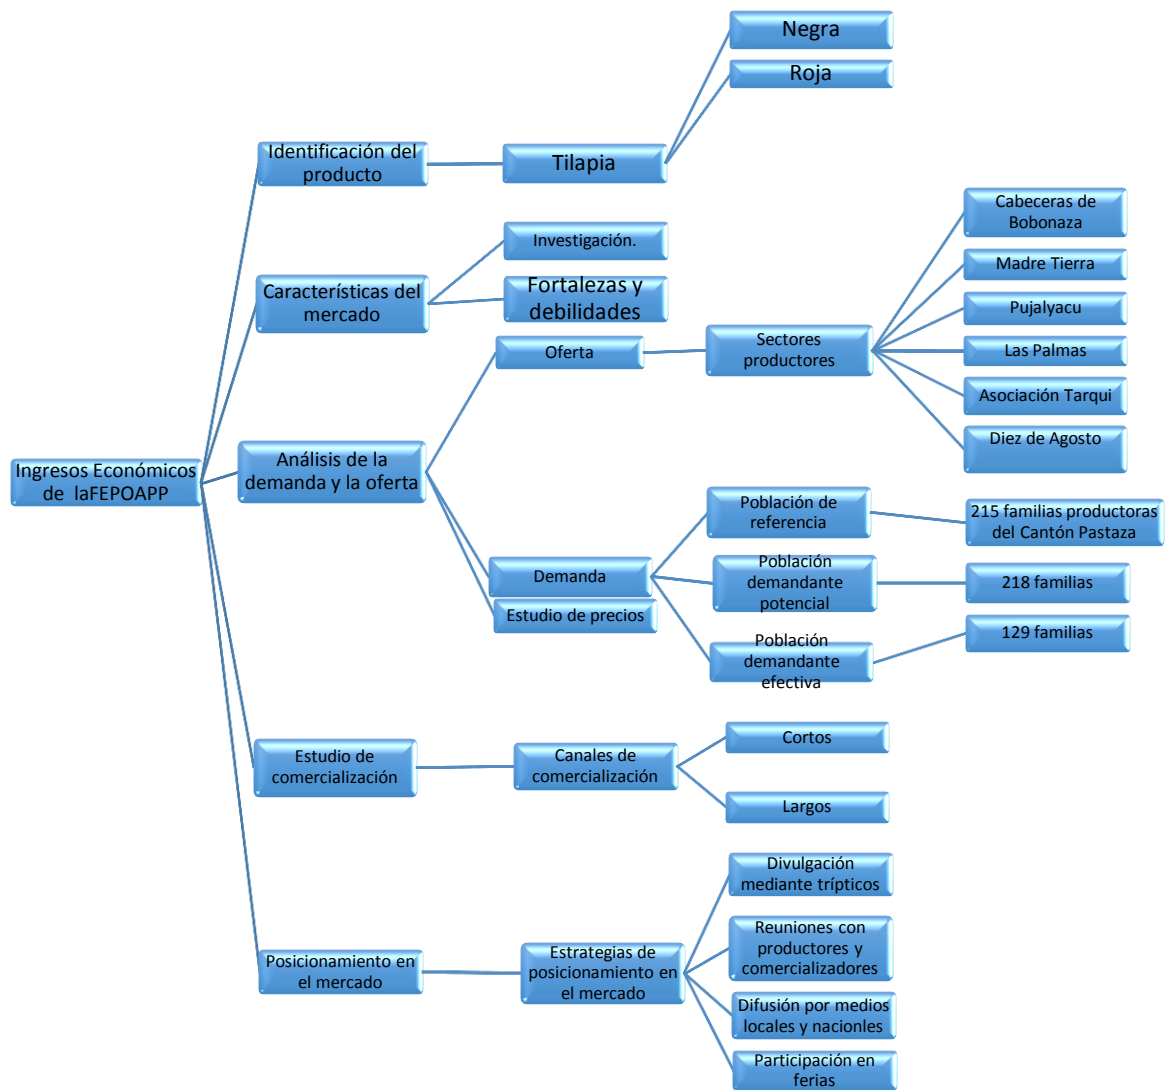 Negra
Roja
Identificación del
producto
Tilapia
Cabeceras de
Bobonaza
Investigación.
Madre Tierra
Características del
mercado
Fortalezas y
debilidades
Pujalyacu
Oferta
Sectores
productores
Las Palmas
Asociación Tarqui
Diez de Agosto
Análisis de la
demanda y la oferta
Ingresos Económicos
de laFEPOAPP
Población de
referencia
215 familias productoras
del Cantón Pastaza
Demanda
Población
demandante
potencial
218 familias
Estudio de precios
Población
demandante
efectiva
129 familias
Estudio de
comercialización
Canales de
comercialización
Cortos
Largos
Divulgación
mediante trípticos
Reuniones con
productores y
comercializadores
Posicionamiento en
el mercado
Estrategias de
posicionamiento en
el mercado
Difusión por medios
locales y nacionles
Participación en
ferias